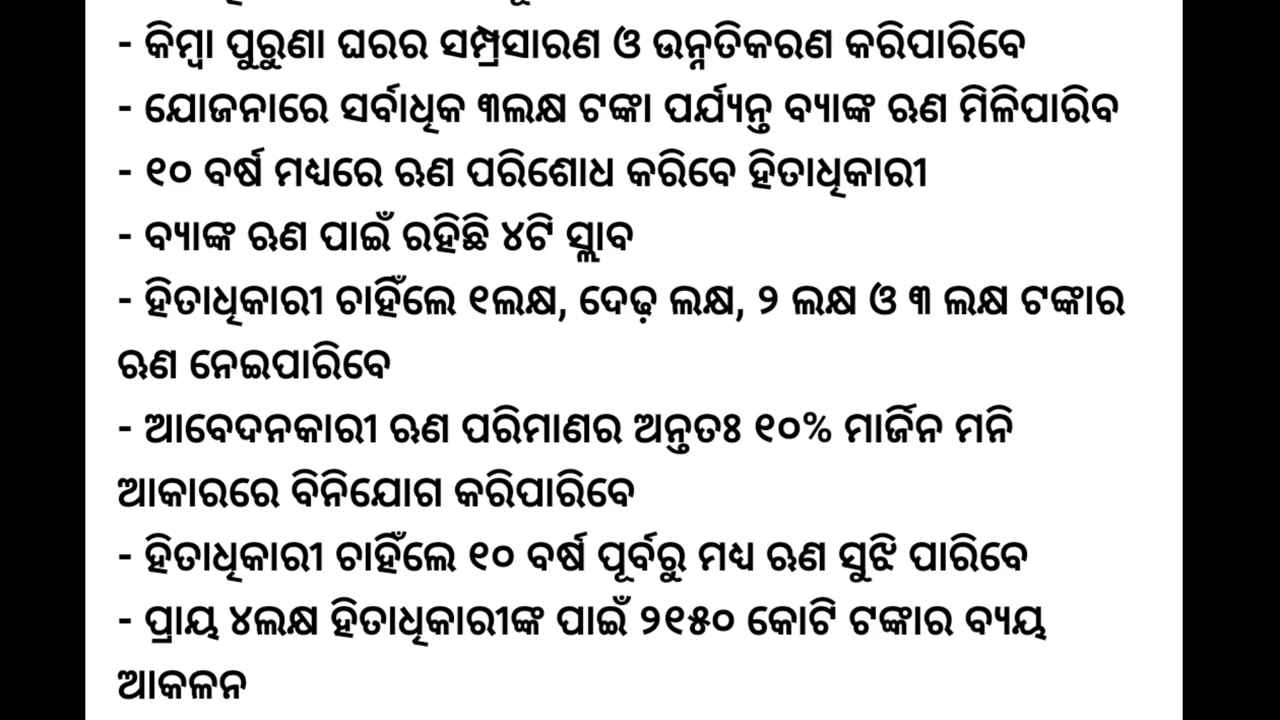 - କିମ୍ବା ପୁରୁଣା ଘରର ସମ୍ପ୍ରସାରଣ ଓ ଉନ୍ନତିକରଣ କରିପାରିବେ
- ଯୋଜନାରେ ସର୍ବାଧିକ ୩ଲକ୍ଷ ଟଙ୍କା ପର୍ଯ୍ୟନ୍ତ ବ୍ୟାଙ୍କ ଋଣ ମିଳିପାରିବ
- ୧୦ ବର୍ଷ ମଧ୍ୟରେ ଋଣ ପରିଶୋଧ କରିବେ ହିତାଧିକାରୀ
- ବ୍ୟାଙ୍କ ଋଣ ପାଇଁ ରହିଛି ୪ଟି ସ୍ଲାବ
- ହିତାଧିକାରୀ ଚାହିଁଲେ ୧ଲକ୍ଷ, ଦେଢ଼ ଲକ୍ଷ, ୨ ଲକ୍ଷ ଓ ୩ ଲକ୍ଷ ଟଙ୍କାର
ଋଣ ନେଇପାରିବେ
- ଆବେଦନକାରୀ ଋଣ ପରିମାଣର ଅନ୍ତତଃ ୧୦% ମାର୍ଜିନ ମନି
ଆକାରରେ ବିନିଯୋଗ କରିପାରିବେ
- ହିତାଧିକାରୀ ଚାହିଁଲେ ୧୦ ବର୍ଷ ପୂର୍ବରୁ ମଧ୍ୟ ଋଣ ସୁଝି ପାରିବେ
- ପ୍ରାୟ ୪ଲକ୍ଷ ହିତାଧିକାରୀଙ୍କ ପାଇଁ ୨୧୫୦ କୋଟି ଟଙ୍କାର ବ୍ୟୟ
ଆକଳନ